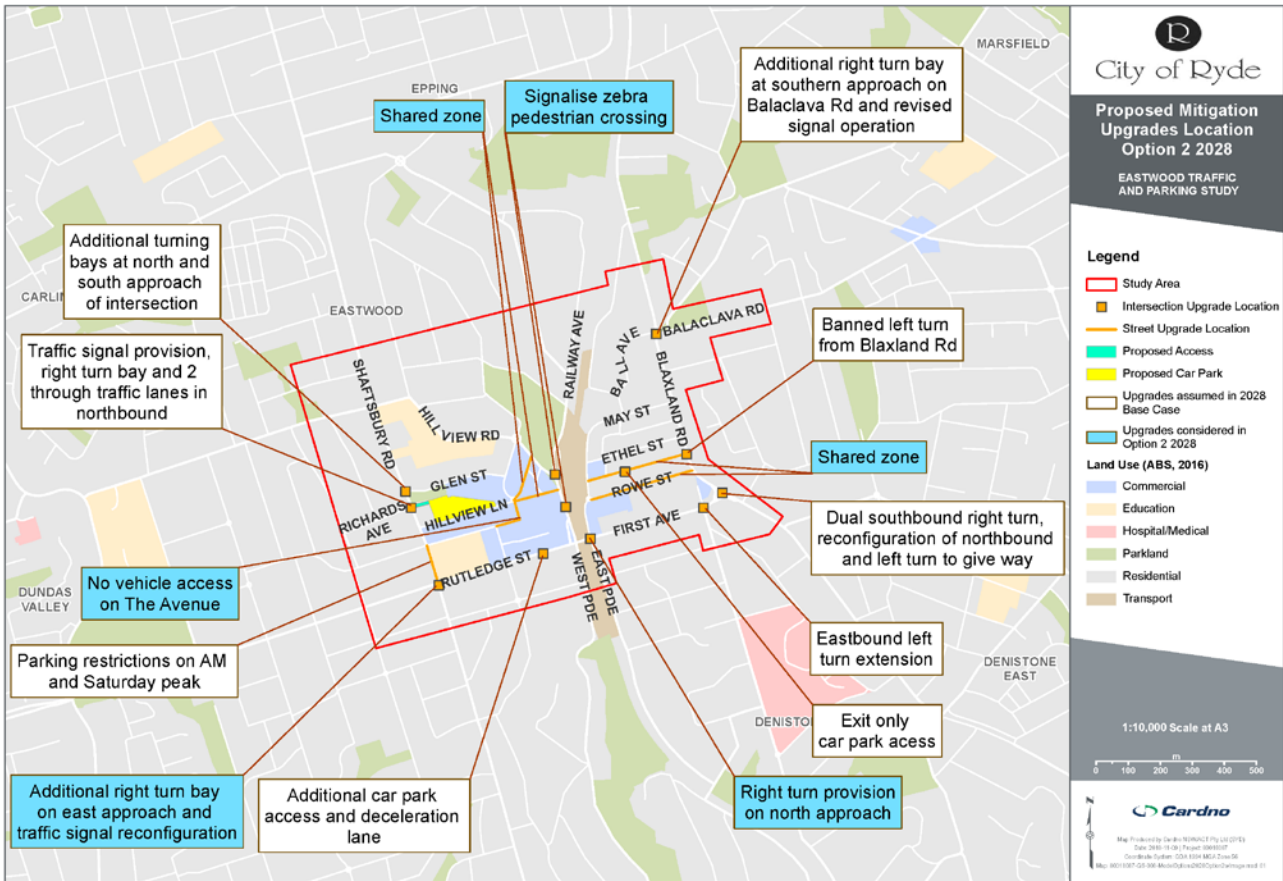 EPPING
MARSFIELD
Shared zone
Signalise zebra
pedestrian crossing
Additional right turn bay
at southern approach on
Balaclava Rd and revised
signal operation
Additional turning
bays at north and
south approach
of intersection
EASTWOOD
Traffic signal provision,
right turn bay and 2
through traffic lanes in
northbound
Banned left turn
from Blaxland Rd
SHAFTSBURY RD
HILLVIEW RD
GLEN ST
HILLVIEW LN
RICHARDS
AVE
RUTLEDGE ST
RAILWAY AVE
BALACLAVA RD
BLAXLAND RD
MAY ST
ETHEL ST
ROWE ST
FIRST AVE
WEST PDE
EAST PDE
Shared zone
Dual southbound right turn,
reconfiguration of northbound
and left turn to give way
No vehicle access
on The Avenue
DUNDAS
VALLEY
Parking restrictions on AM
and Saturday peak
Eastbound left
turn extension
DENISTONE
EAST
Exit only
car park acess
Additional right turn bay
on east approach and
traffic signal reconfiguration
Additional car park
access and deceleration
lane
Right turn provision
on north approach
R
City of Ryde
Proposed Mitigation
Upgrades Location
Option 2 2028
EASTWOOD TRAFFIC
AND PARKING STUDY
Legend
Study Area
Intersection Upgrade Location
Street Upgrade Location
Proposed Access
Proposed Car Park
Upgrades assumed in 2028
Base Case
Upgrades considered in
Option 2 2028
Land Use (ABS, 2016)
Commercial
Education
Hospital/Medical
Parkland
Residential
Transport
1:10,000 Scale at A3
m
0 100 200 300 400 500
N
Cardno